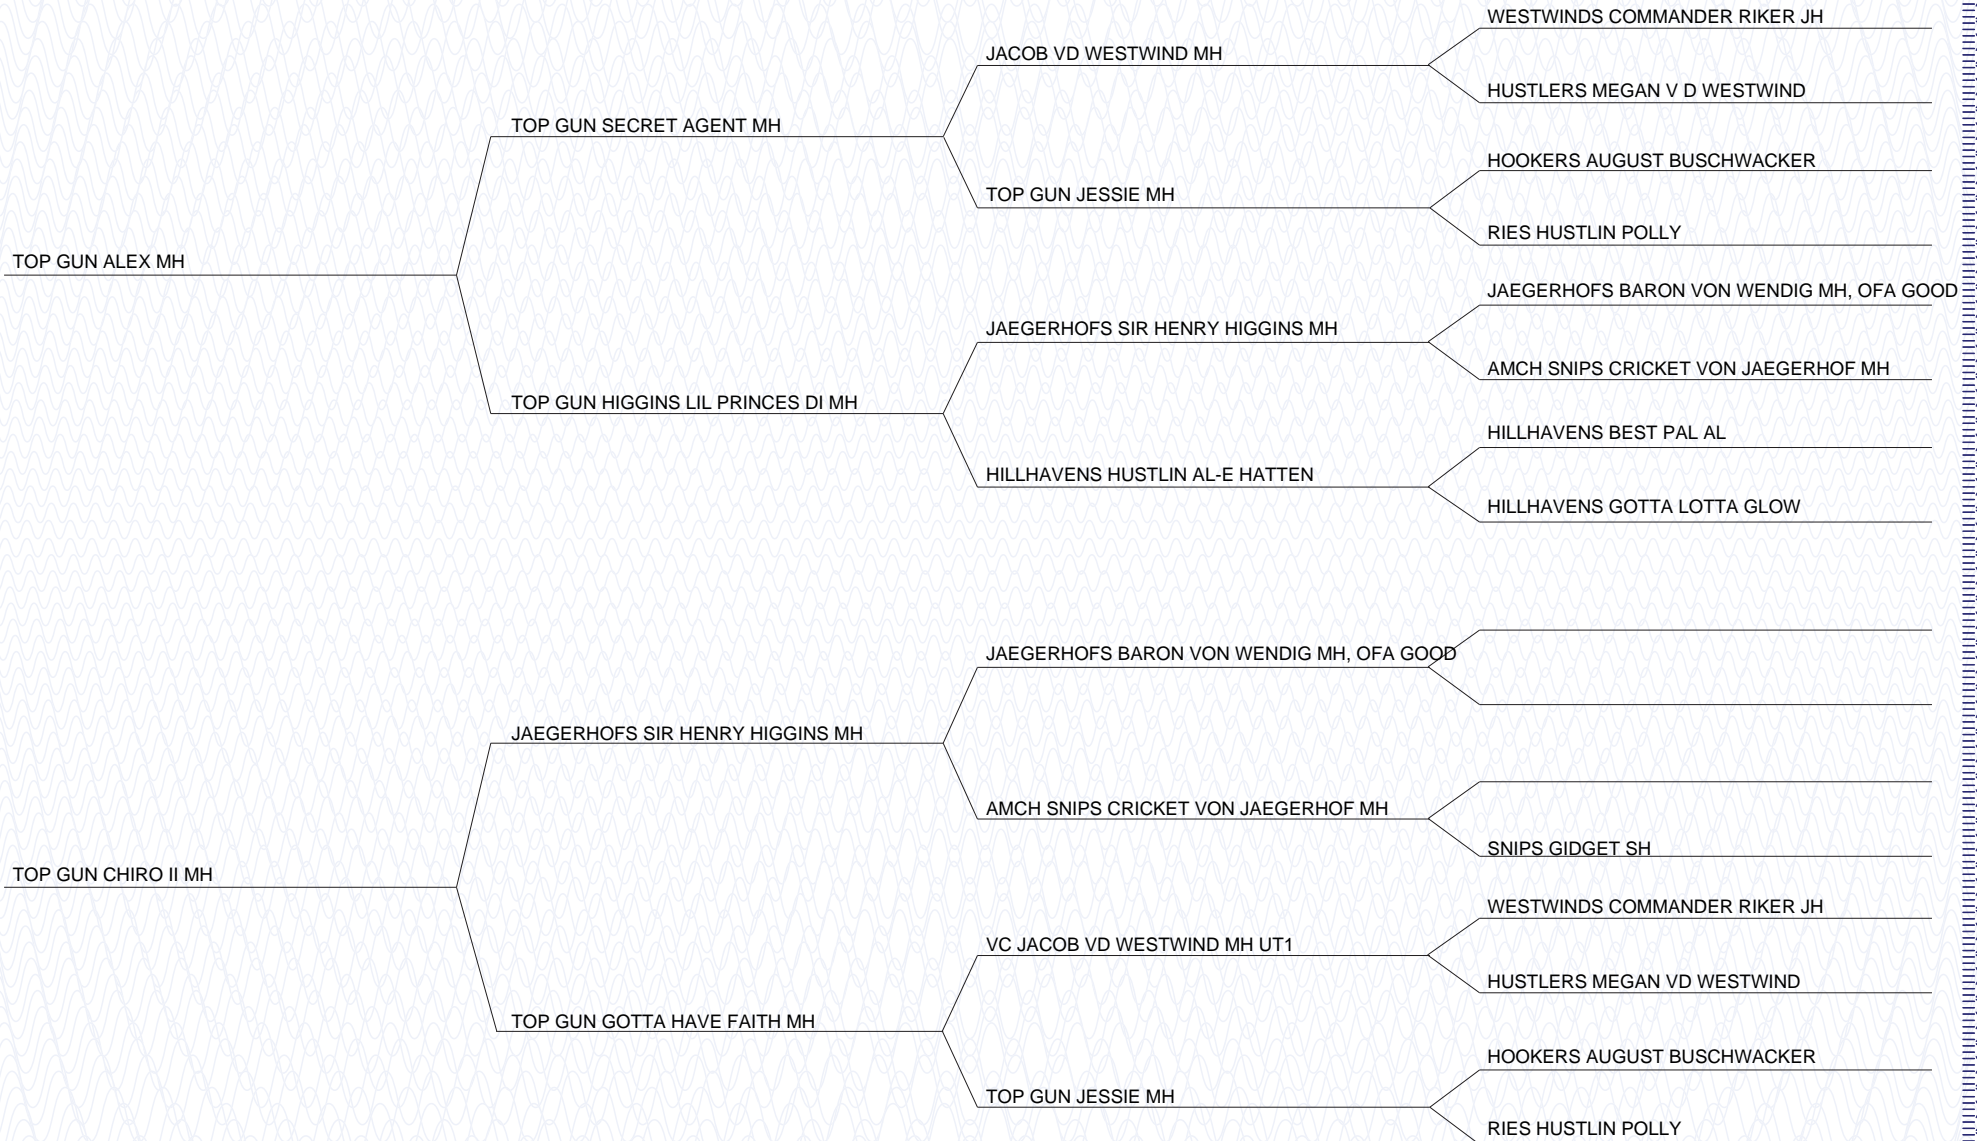 WESTWINDS COMMANDER RIKER JH
JACOB VD WESTWIND MH
HUSTLERS MEGAN V D WESTWIND
TOP GUN SECRET AGENT MH
HOOKERS AUGUST BUSCHWACKER
TOP GUN JESSIE MH
RIES HUSTLIN POLLY
TOP GUN ALEX MH
JAEGERHOFS BARON VON WENDIG MH, OFA GOOD
JAEGERHOFS SIR HENRY HIGGINS MH
AMCH SNIPS CRICKET VON JAEGERHOF MH
TOP GUN HIGGINS LIL PRINCES DI MH
HILLHAVENS BEST PAL AL
HILLHAVENS HUSTLIN AL-E HATTEN
HILLHAVENS GOTTA LOTTA GLOW
JAEGERHOFS BARON VON WENDIG MH, OFA GOOD
JAEGERHOFS SIR HENRY HIGGINS MH
AMCH SNIPS CRICKET VON JAEGERHOF MH
SNIPS GIDGET SH
TOP GUN CHIRO II MH
WESTWINDS COMMANDER RIKER JH
VC JACOB VD WESTWIND MH UT1
HUSTLERS MEGAN VD WESTWIND
TOP GUN GOTTA HAVE FAITH MH
HOOKERS AUGUST BUSCHWACKER
TOP GUN JESSIE MH
RIES HUSTLIN POLLY